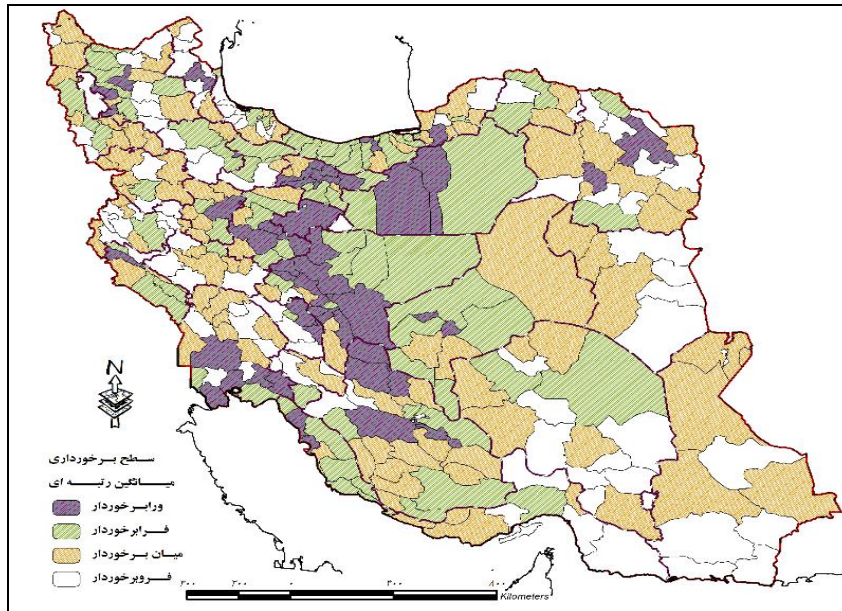 N
سطح برخورداری
میانگین رتبه ای
ورابرخوردار
فرابرخوردار
میان برخوردار
فروبرخوردار
Kilometers